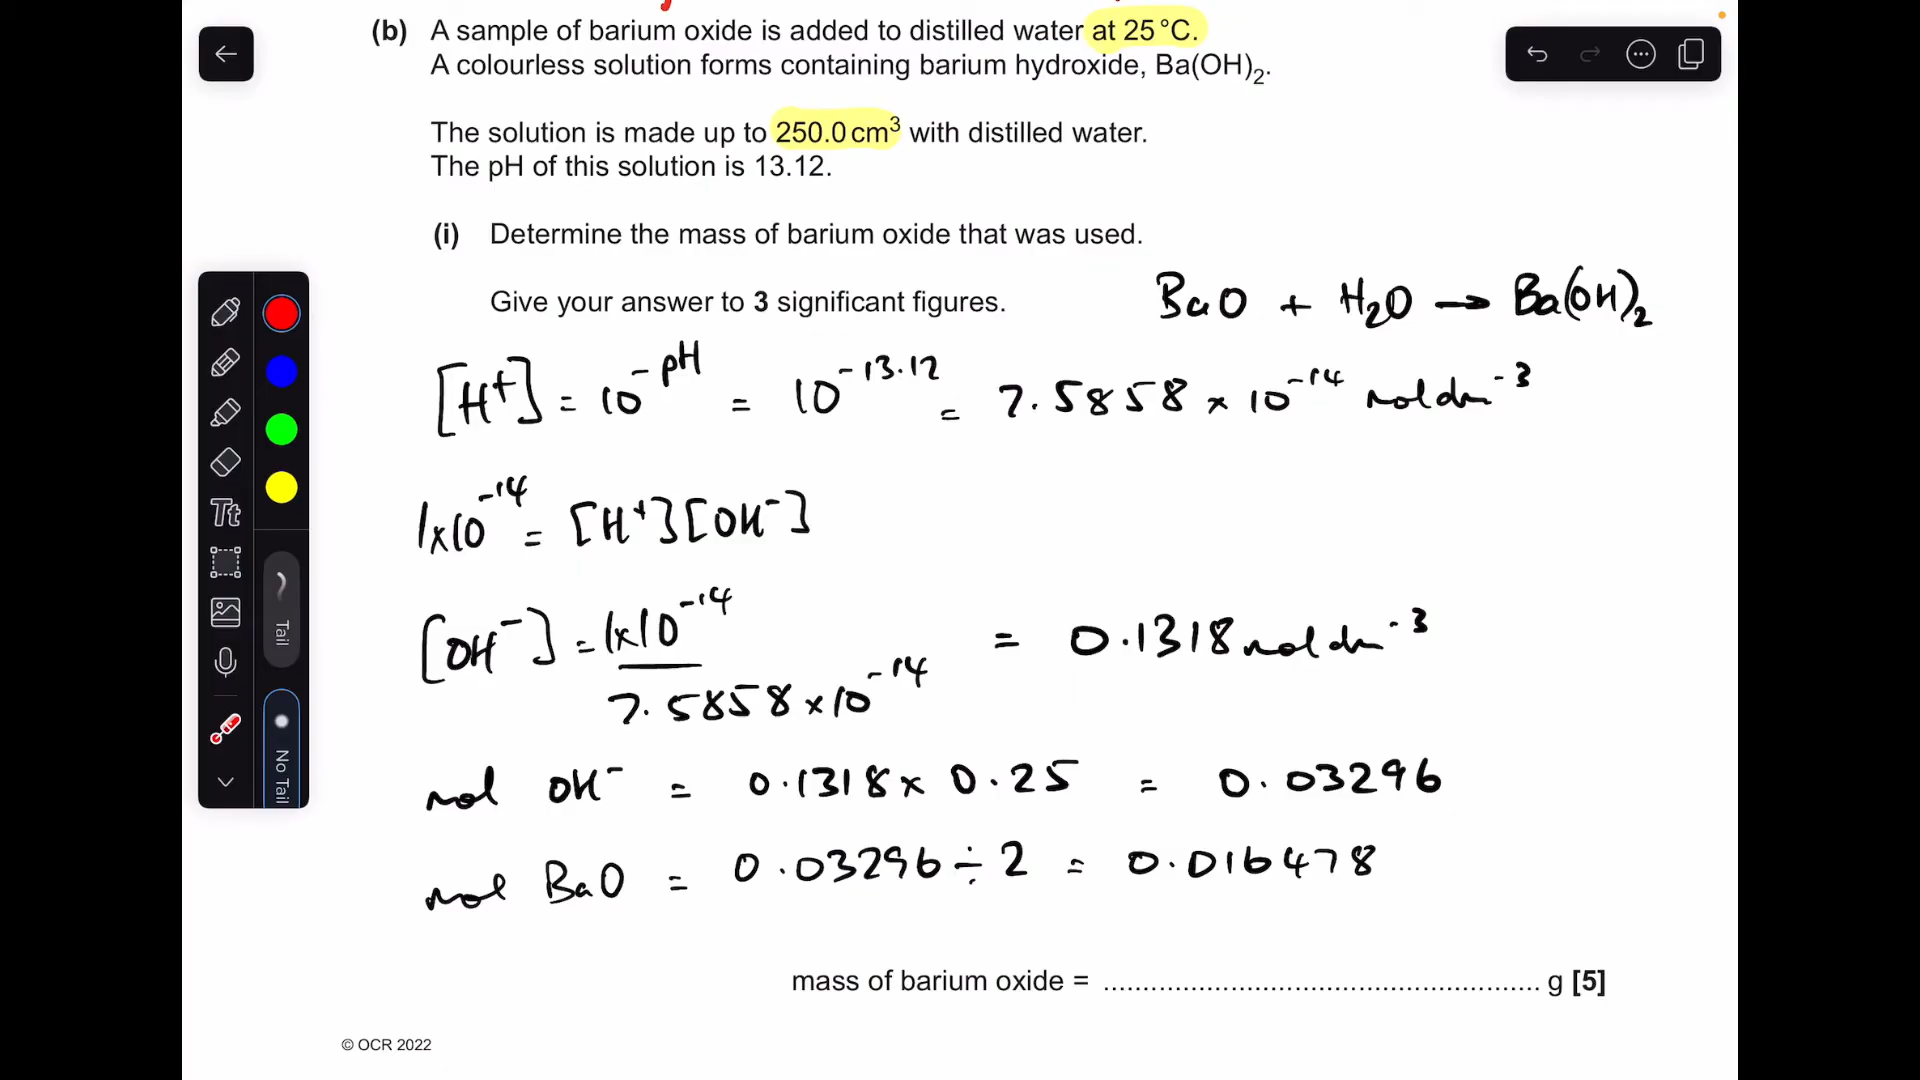 (b) A sample of barium oxide is added to distilled water at 25 °C.
A colourless solution forms containing barium hydroxide, Ba(OH)₂.
The solution is made up to 250.0 cm³ with distilled water.
The pH of this solution is 13.12.
(i) Determine the mass of barium oxide that was used.
Give your answer to 3 significant figures.
BaO + H₂O → Ba(OH)₂
[H⁺] = 10^-pH = 10^-13.12 = 7.5858 × 10^-14 mol dm^-3
1×10^-14 = [H⁺][OH⁻]
[OH⁻] = 1×10^-14 / 7.5858 × 10^-14 = 0.1318 mol dm^-3
mol OH⁻ = 0.1318 × 0.25 = 0.03296
mol BaO = 0.03296 ÷ 2 = 0.016478
mass of barium oxide = ...................................................... g [5]
© OCR 2022
Tt
Tail
No Tail